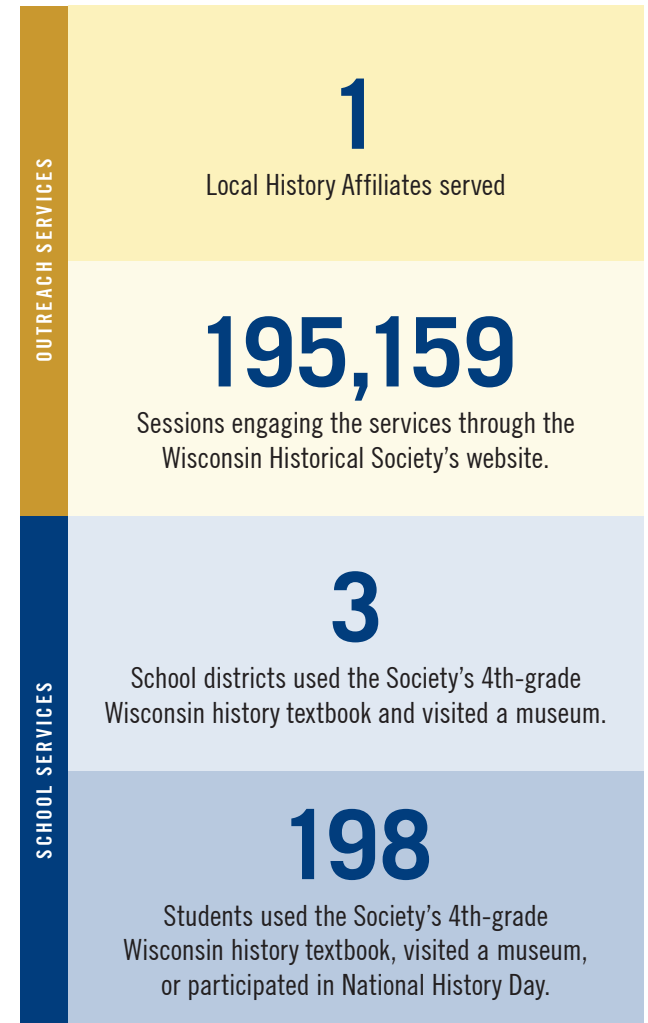 OUTREACH SERVICES
1
Local History Affiliates served
195,159
Sessions engaging the services through the
Wisconsin Historical Society’s website.
SCHOOL SERVICES
3
School districts used the Society’s 4th-grade
Wisconsin history textbook and visited a museum.
198
Students used the Society’s 4th-grade
Wisconsin history textbook, visited a museum,
or participated in National History Day.